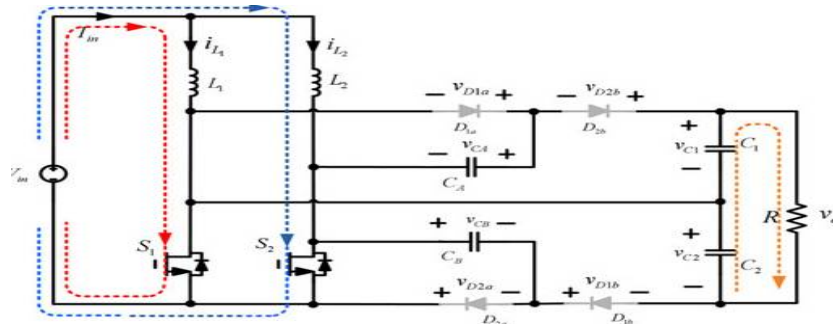 I_in
i_L1 i_L2
L_1 L_2
− v_D1a + − v_D2b +
D_1a D_2b
− v_CA +
C_A
+ v_C1 − C_1
V_in
+ v_CB −
C_B
S_1 S_2
R
+ v_C2 − C_2
+ v_D2a − + v_D1b −
D_1b